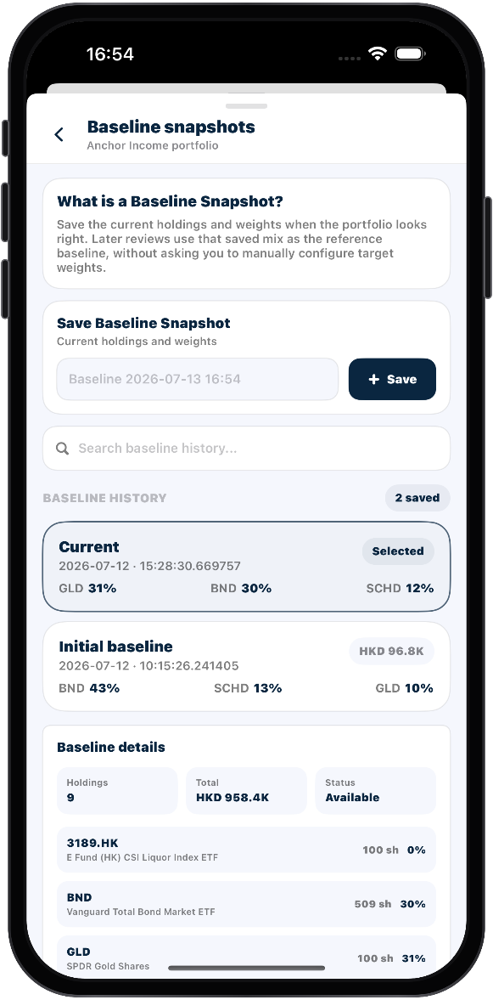 16:54
Baseline snapshots
Anchor Income portfolio
What is a Baseline Snapshot?
Save the current holdings and weights when the portfolio looks
right. Later reviews use that saved mix as the reference
baseline, without asking you to manually configure target
weights.
Save Baseline Snapshot
Current holdings and weights
Baseline 2026-07-13 16:54
+ Save
Search baseline history...
BASELINE HISTORY
2 saved
Current
Selected
2026-07-12 · 15:28:30.669757
GLD 31% BND 30% SCHD 12%
Initial baseline
HKD 96.8K
2026-07-12 · 10:15:26.241405
BND 43% SCHD 13% GLD 10%
Baseline details
Holdings Total Status
9 HKD 958.4K Available
3189.HK
E Fund (HK) CSI Liquor Index ETF
100 sh 0%
BND
Vanguard Total Bond Market ETF
509 sh 30%
GLD
SPDR Gold Shares
100 sh 31%